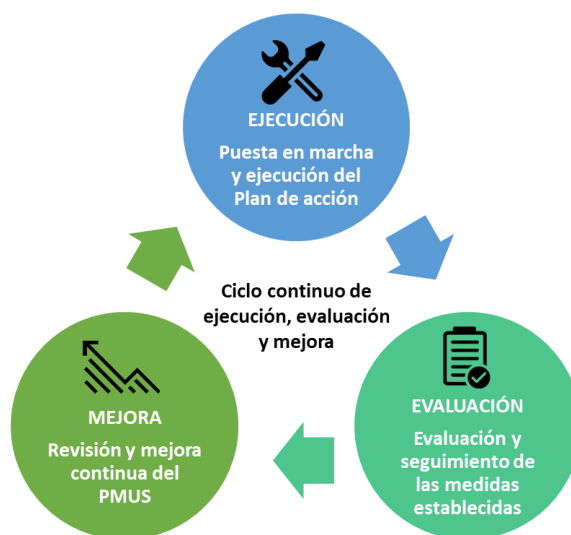 EJECUCIÓN
Puesta en marcha
y ejecución del
Plan de acción
Ciclo continuo de
ejecución, evaluación
y mejora
MEJORA
Revisión y mejora
continua del
PMUS
EVALUACIÓN
Evaluación y
seguimiento de
las medidas
establecidas